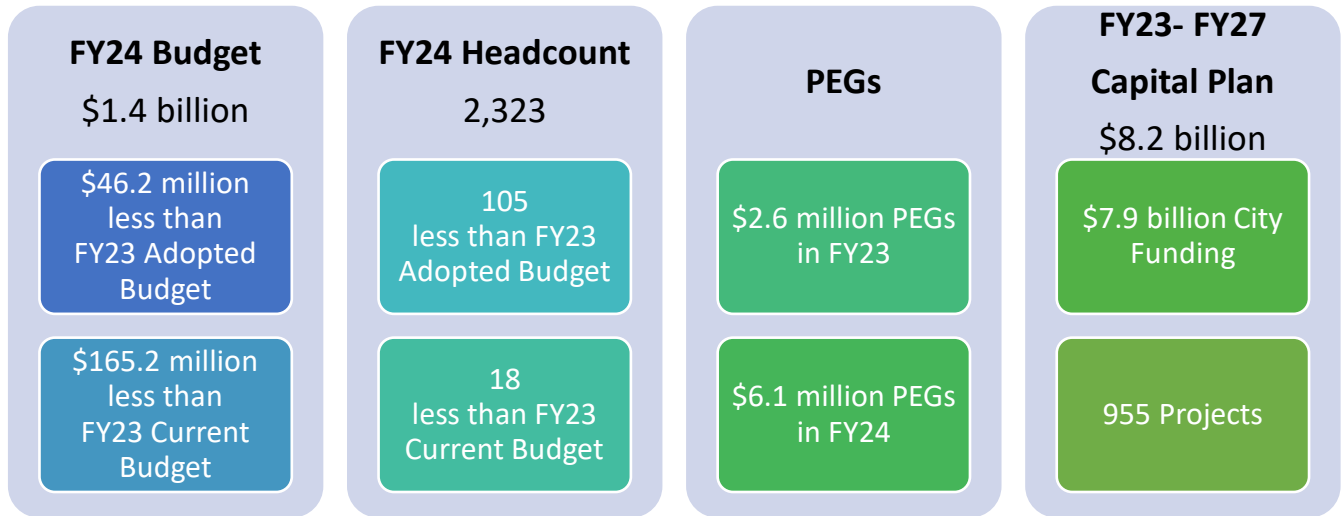 FY24 Budget
$1.4 billion
$46.2 million
less than
FY23 Adopted
Budget
$165.2 million
less than
FY23 Current
Budget
FY24 Headcount
2,323
105
less than FY23
Adopted Budget
18
less than FY23
Current Budget
PEGs
$2.6 million PEGs
in FY23
$6.1 million PEGs
in FY24
FY23- FY27
Capital Plan
$8.2 billion
$7.9 billion City
Funding
955 Projects